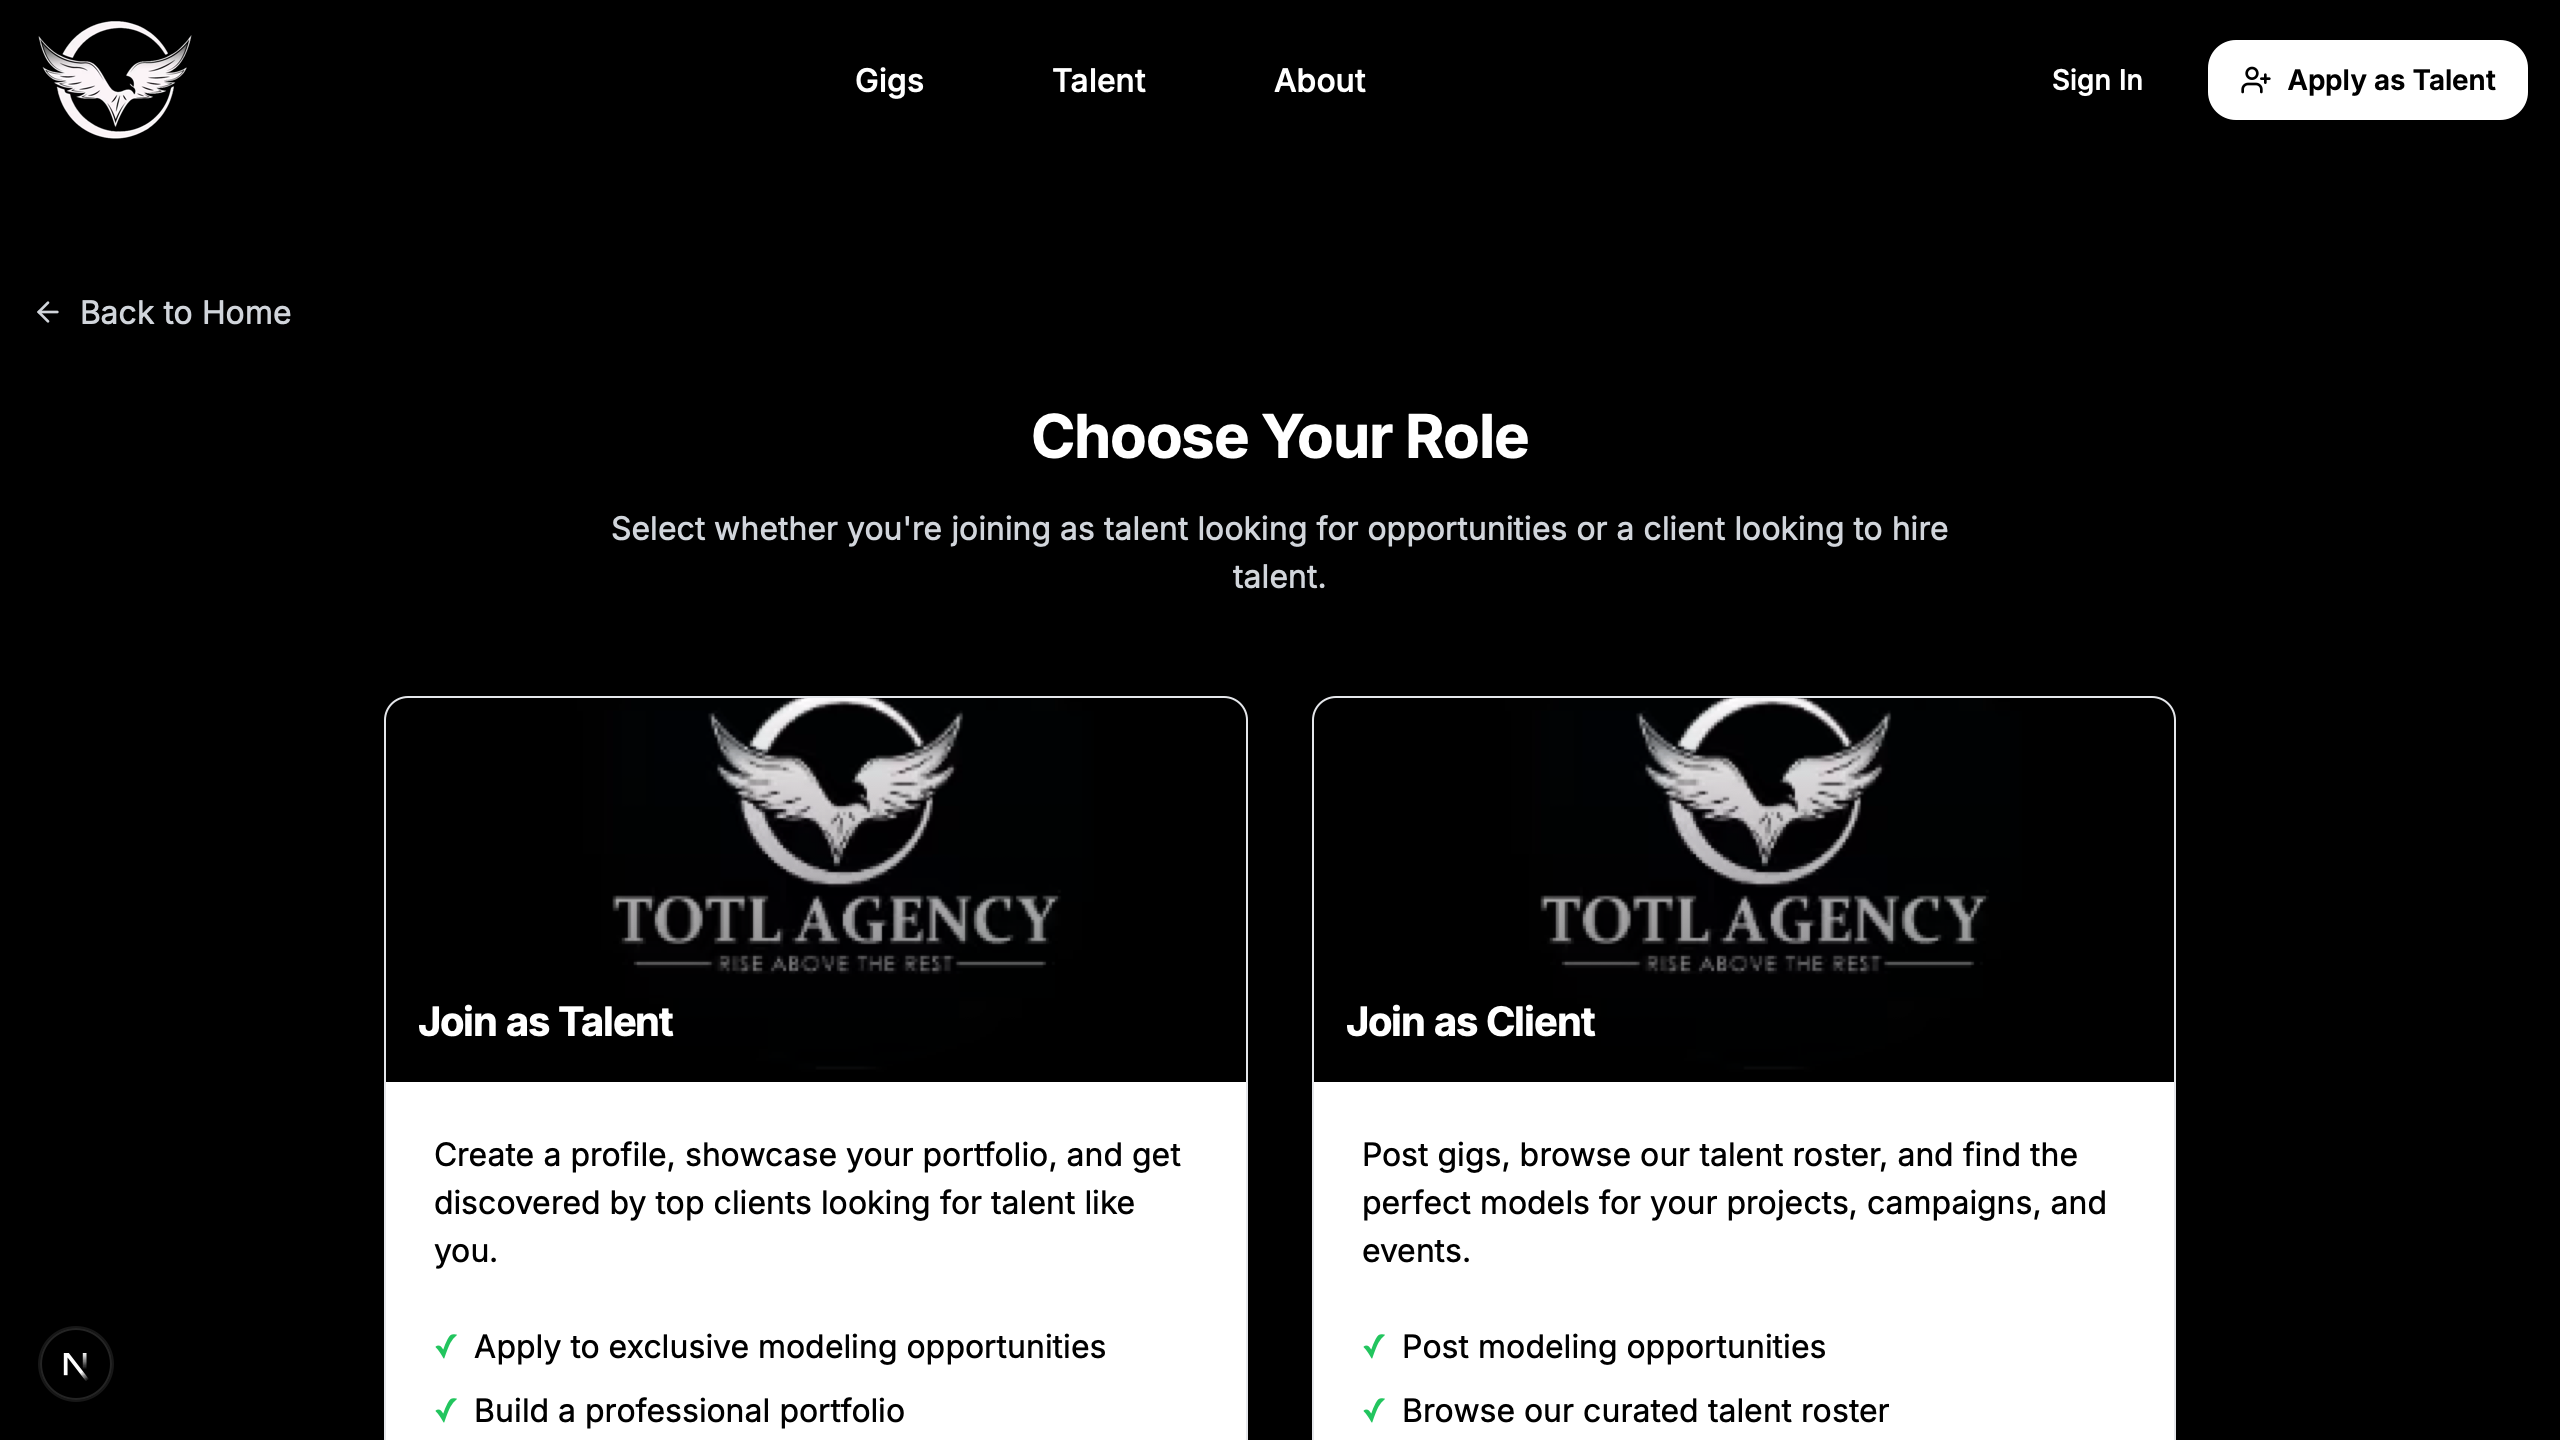 Gigs
Talent
About
Sign In
Apply as Talent
Back to Home
Choose Your Role
Select whether you're joining as talent looking for opportunities or a client looking to hire
talent.
TOTL AGENCY
RISE ABOVE THE REST
Join as Talent
Create a profile, showcase your portfolio, and get
discovered by top clients looking for talent like
you.
✓ Apply to exclusive modeling opportunities
✓ Build a professional portfolio
TOTL AGENCY
RISE ABOVE THE REST
Join as Client
Post gigs, browse our talent roster, and find the
perfect models for your projects, campaigns, and
events.
✓ Post modeling opportunities
✓ Browse our curated talent roster
N